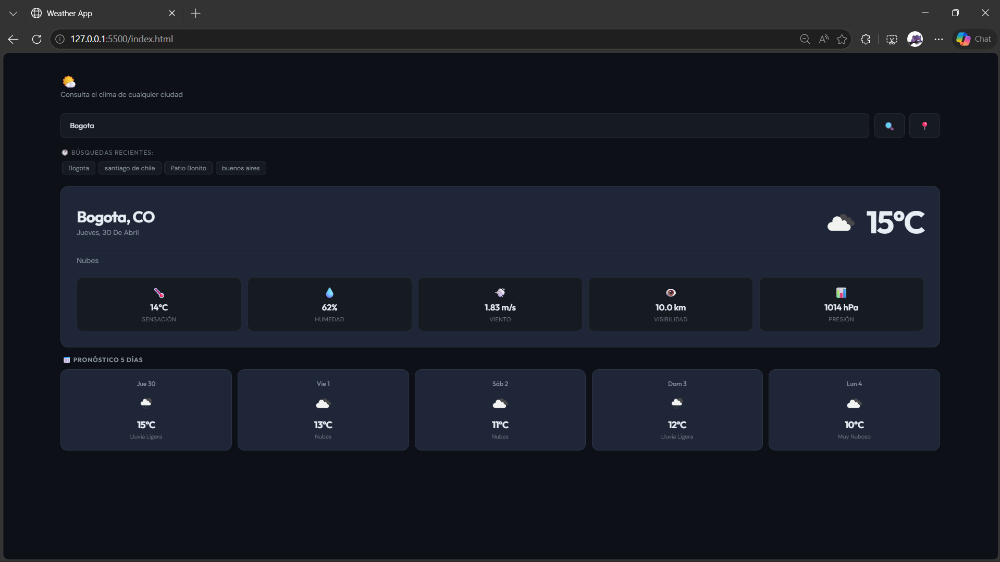 Weather App
127.0.0.1:5500/index.html
Chat
Consulta el clima de cualquier ciudad
Bogota
BÚSQUEDAS RECIENTES:
Bogota santiago de chile Patio Bonito buenos aires
Bogota, CO
15°C
Jueves, 30 De Abril
Nubes
14°C 62% 1.83 m/s 10.0 km 1014 hPa
SENSACIÓN HUMEDAD VIENTO VISIBILIDAD PRESIÓN
PRONÓSTICO 5 DÍAS
Jue 30 Vie 1 Sáb 2 Dom 3 Lun 4
15°C 13°C 11°C 12°C 10°C
Lluvia Ligera Nubes Nubes Lluvia Ligera Muy Nuboso